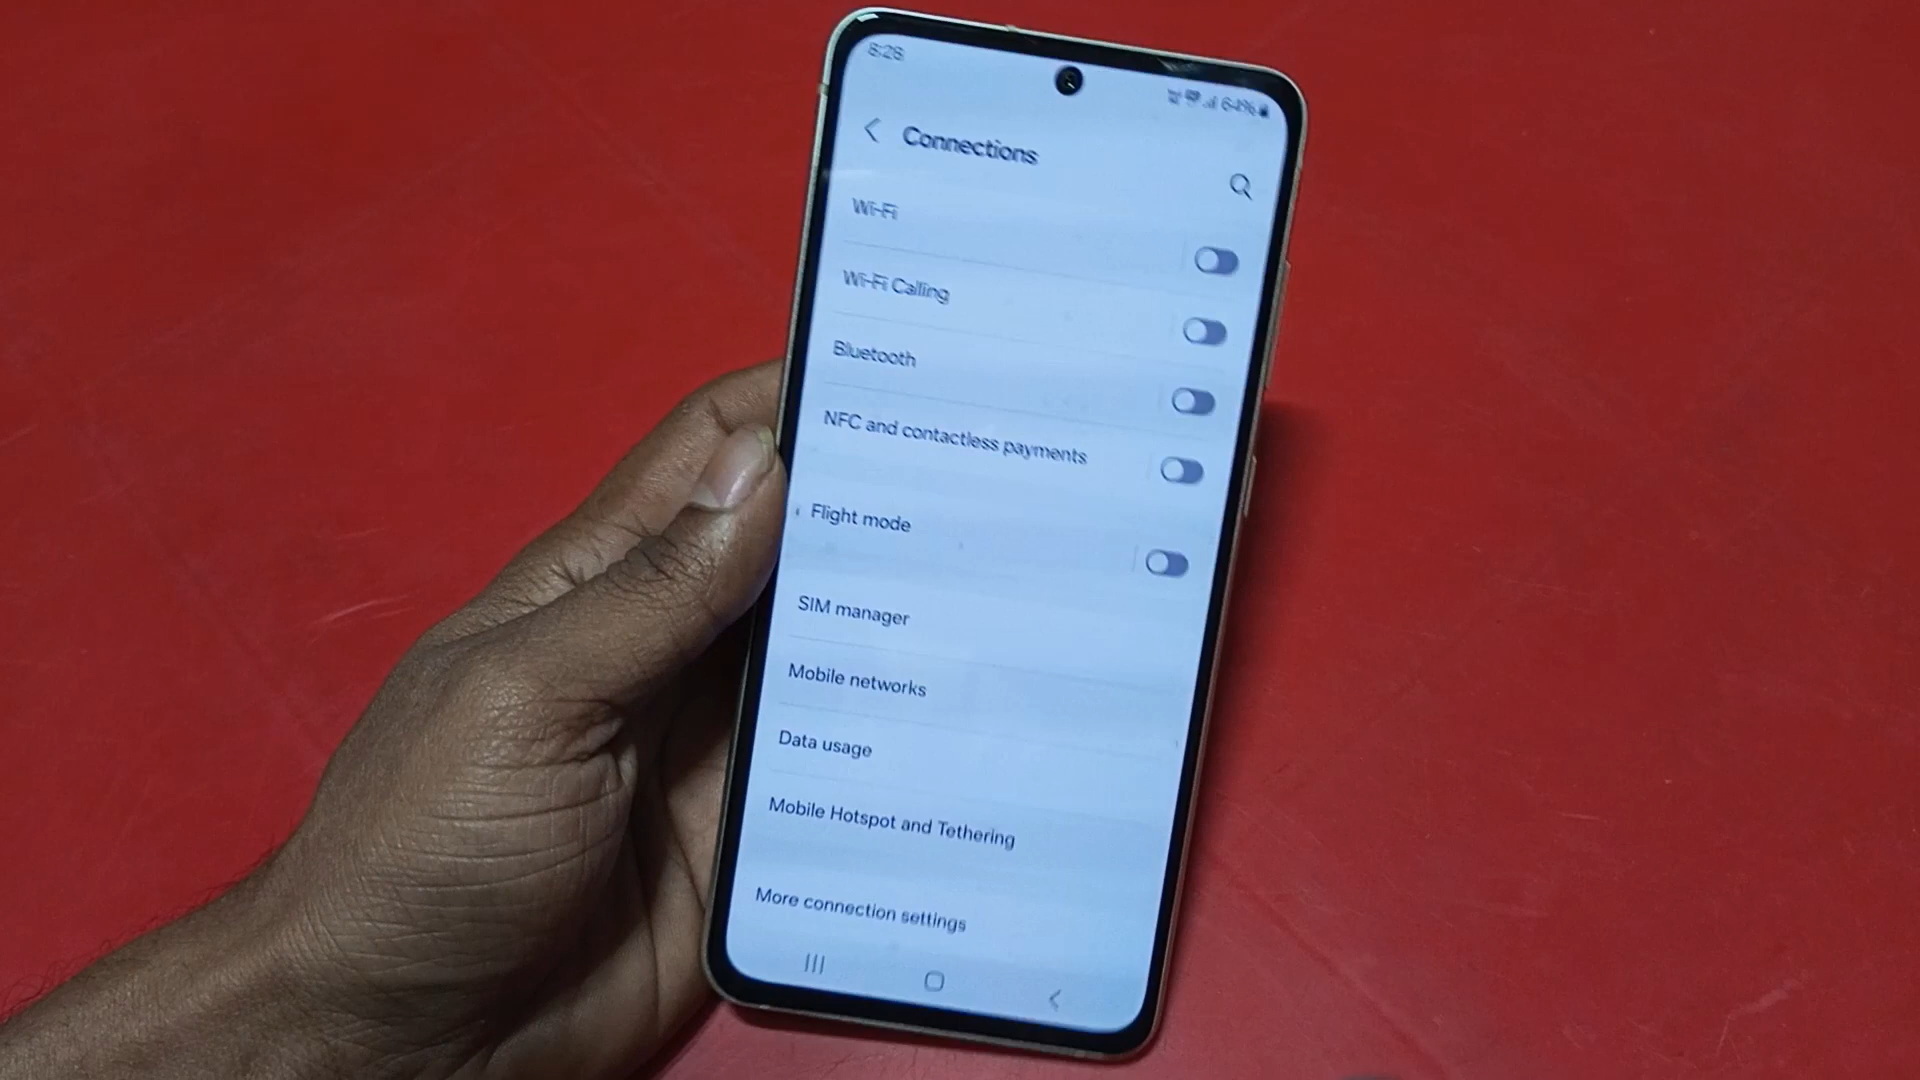 8:28
64%
Connections
Wi-Fi
Wi-Fi Calling
Bluetooth
NFC and contactless payments
Flight mode
SIM manager
Mobile networks
Data usage
Mobile Hotspot and Tethering
More connection settings